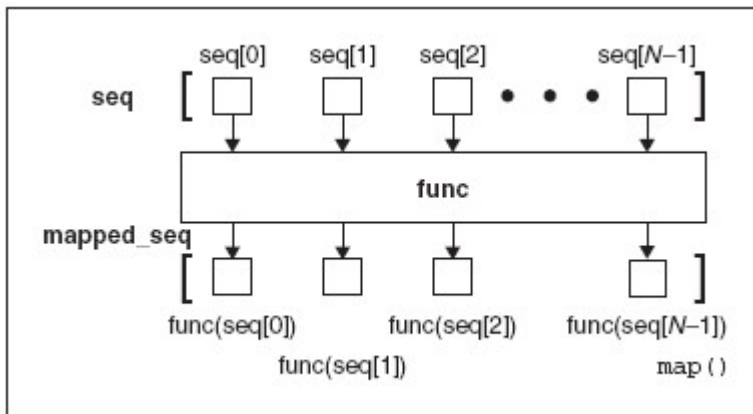 seq[0] seq[1] seq[2] seq[N–1]
seq [ ]
func
mapped_seq
[ ]
func(seq[0]) func(seq[2]) func(seq[N–1])
func(seq[1]) map()